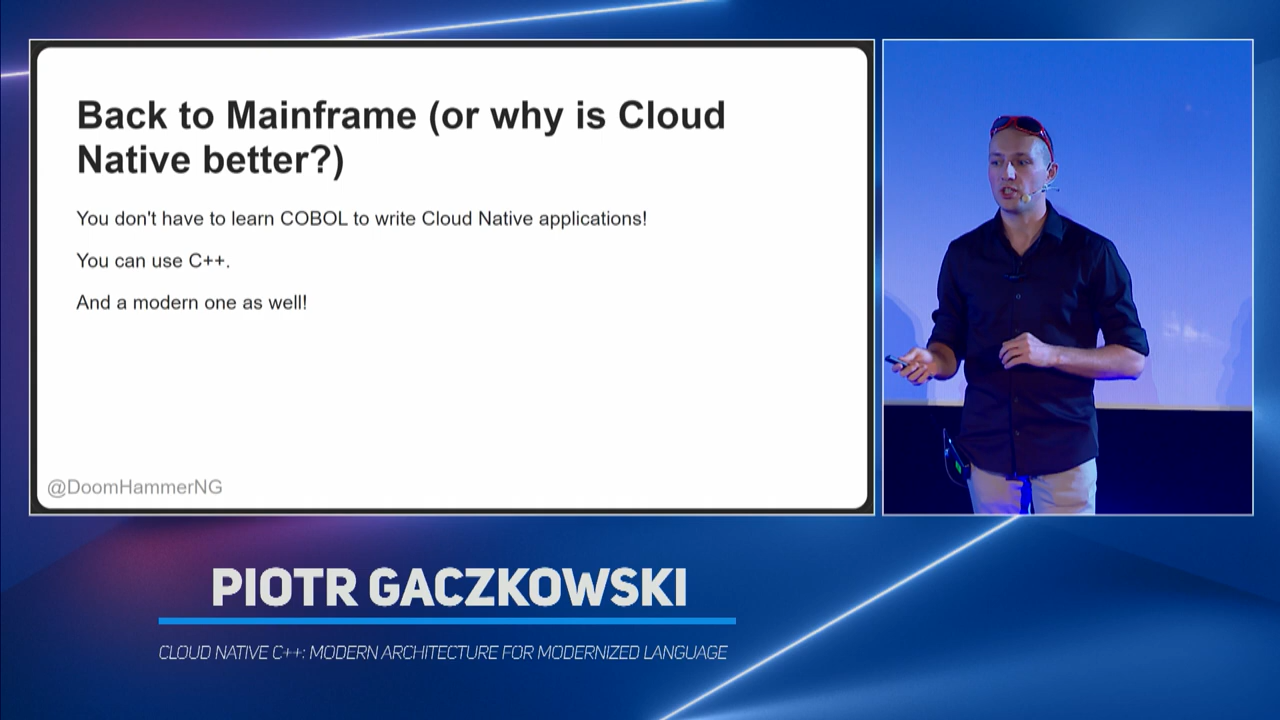 Back to Mainframe (or why is Cloud
Native better?)
You don't have to learn COBOL to write Cloud Native applications!
You can use C++.
And a modern one as well!
@DoomHammerNG
PIOTR GACZKOWSKI
CLOUD NATIVE C++: MODERN ARCHITECTURE FOR MODERNIZED LANGUAGE